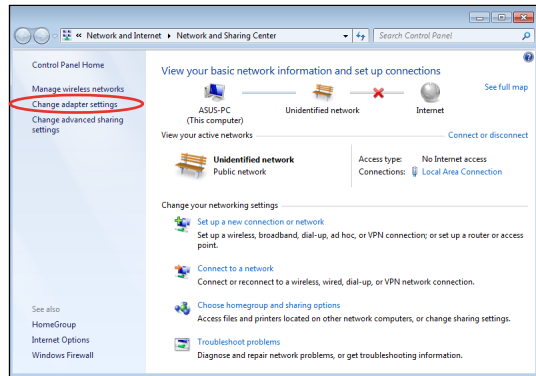 « Network and Internet ▸ Network and Sharing Center
Search Control Panel
Control Panel Home
Manage wireless networks
Change adapter settings
Change advanced sharing
settings
See also
HomeGroup
Internet Options
Windows Firewall
View your basic network information and set up connections
See full map
ASUS-PC
(This computer)
Unidentified network
Internet
View your active networks
Connect or disconnect
Unidentified network
Public network
Access type: No Internet access
Connections: Local Area Connection
Change your networking settings
Set up a new connection or network
Set up a wireless, broadband, dial-up, ad hoc, or VPN connection; or set up a router or access
point.
Connect to a network
Connect or reconnect to a wireless, wired, dial-up, or VPN network connection.
Choose homegroup and sharing options
Access files and printers located on other network computers, or change sharing settings.
Troubleshoot problems
Diagnose and repair network problems, or get troubleshooting information.